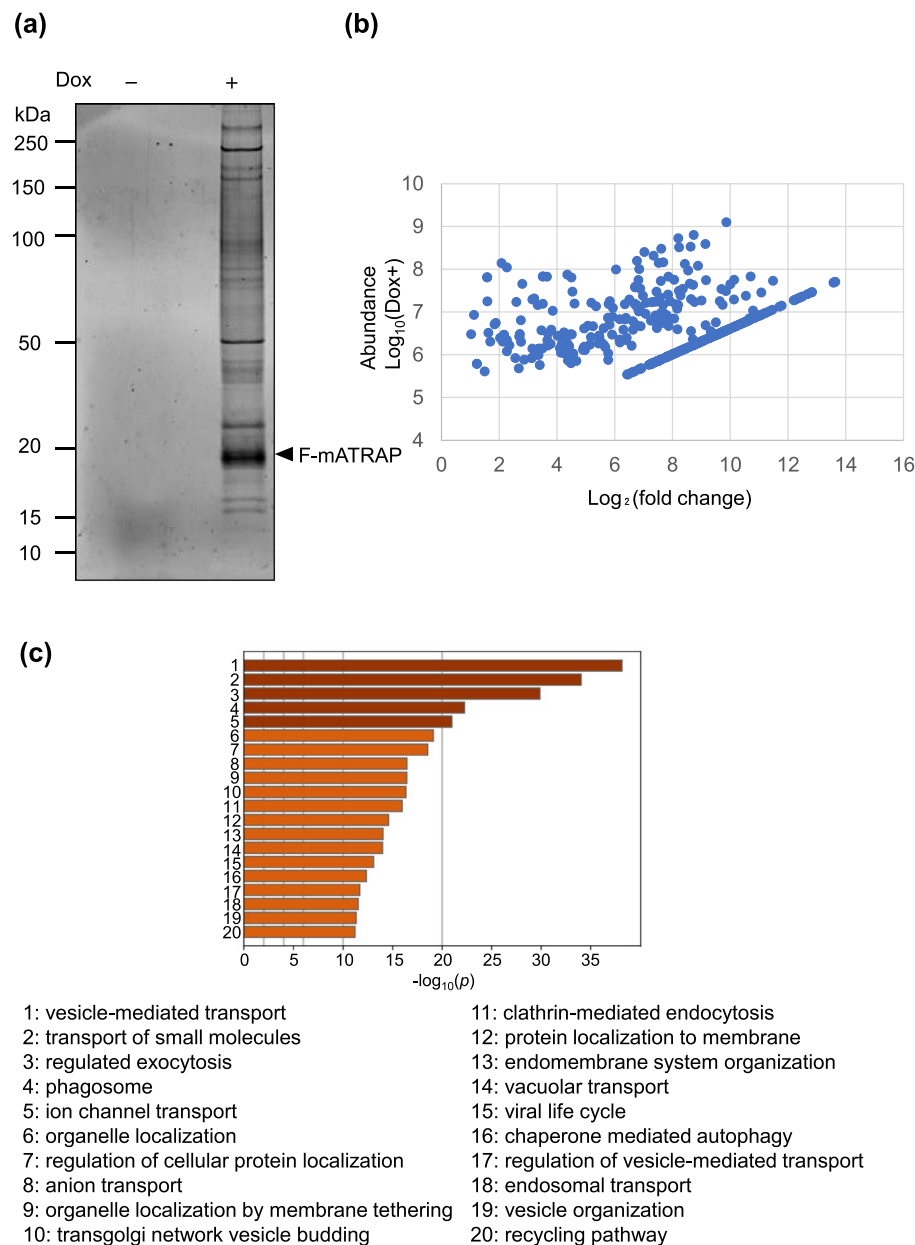 (a)
Dox − +
kDa
250
150
100
50
20
15
10
F-mATRAP
(b)
Abundance
Log10(Dox+)
10
9
8
7
6
5
4
0 2 4 6 8 10 12 14 16
Log2(fold change)
(c)
1
2
3
4
5
6
7
8
9
10
11
12
13
14
15
16
17
18
19
20
0 5 10 15 20 25 30 35
-log10(p)
1: vesicle-mediated transport
2: transport of small molecules
3: regulated exocytosis
4: phagosome
5: ion channel transport
6: organelle localization
7: regulation of cellular protein localization
8: anion transport
9: organelle localization by membrane tethering
10: transgolgi network vesicle budding
11: clathrin-mediated endocytosis
12: protein localization to membrane
13: endomembrane system organization
14: vacuolar transport
15: viral life cycle
16: chaperone mediated autophagy
17: regulation of vesicle-mediated transport
18: endosomal transport
19: vesicle organization
20: recycling pathway